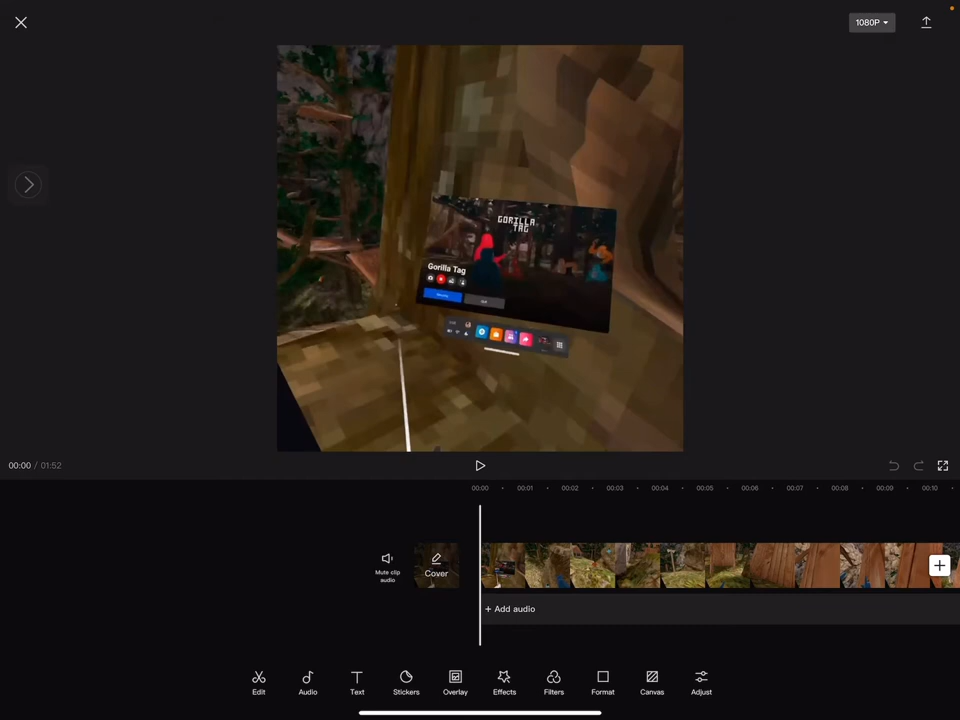 1080P
GORILLA
TAG
Gorilla Tag
00:00 / 01:52
00:00 00:01 00:02 00:03 00:04 00:05 00:06 00:07 00:08 00:09 00:10
Mute clip
audio
Cover
+ Add audio
Edit Audio Text Stickers Overlay Effects Filters Format Canvas Adjust